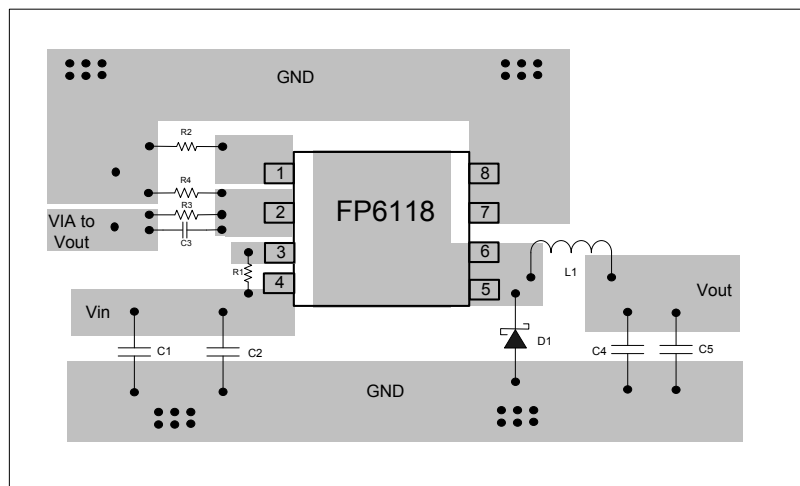 GND
R2
1
8
R4
2
FP6118
7
R3
VIA to
Vout
C3
3
6
R1
4
5
L1
Vin
Vout
C1
C2
D1
C4
C5
GND